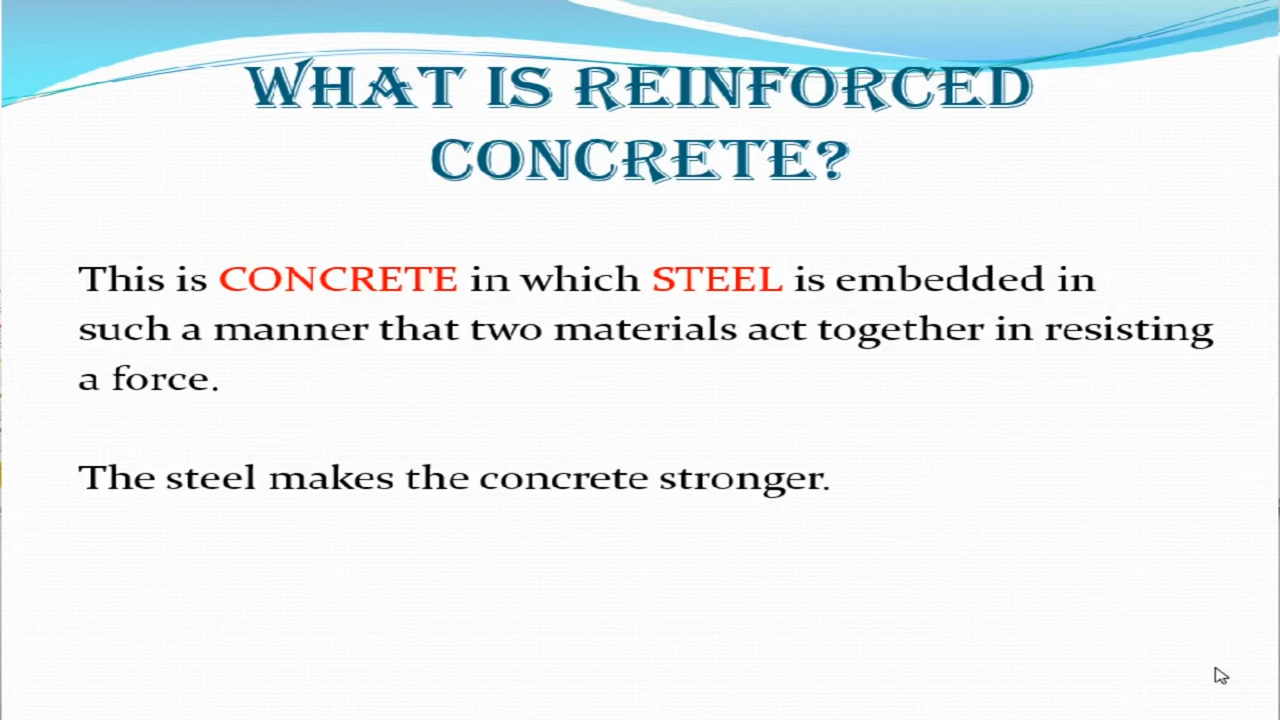 WHAT IS REINFORCED
CONCRETE?
This is CONCRETE in which STEEL is embedded in
such a manner that two materials act together in resisting
a force.
The steel makes the concrete stronger.